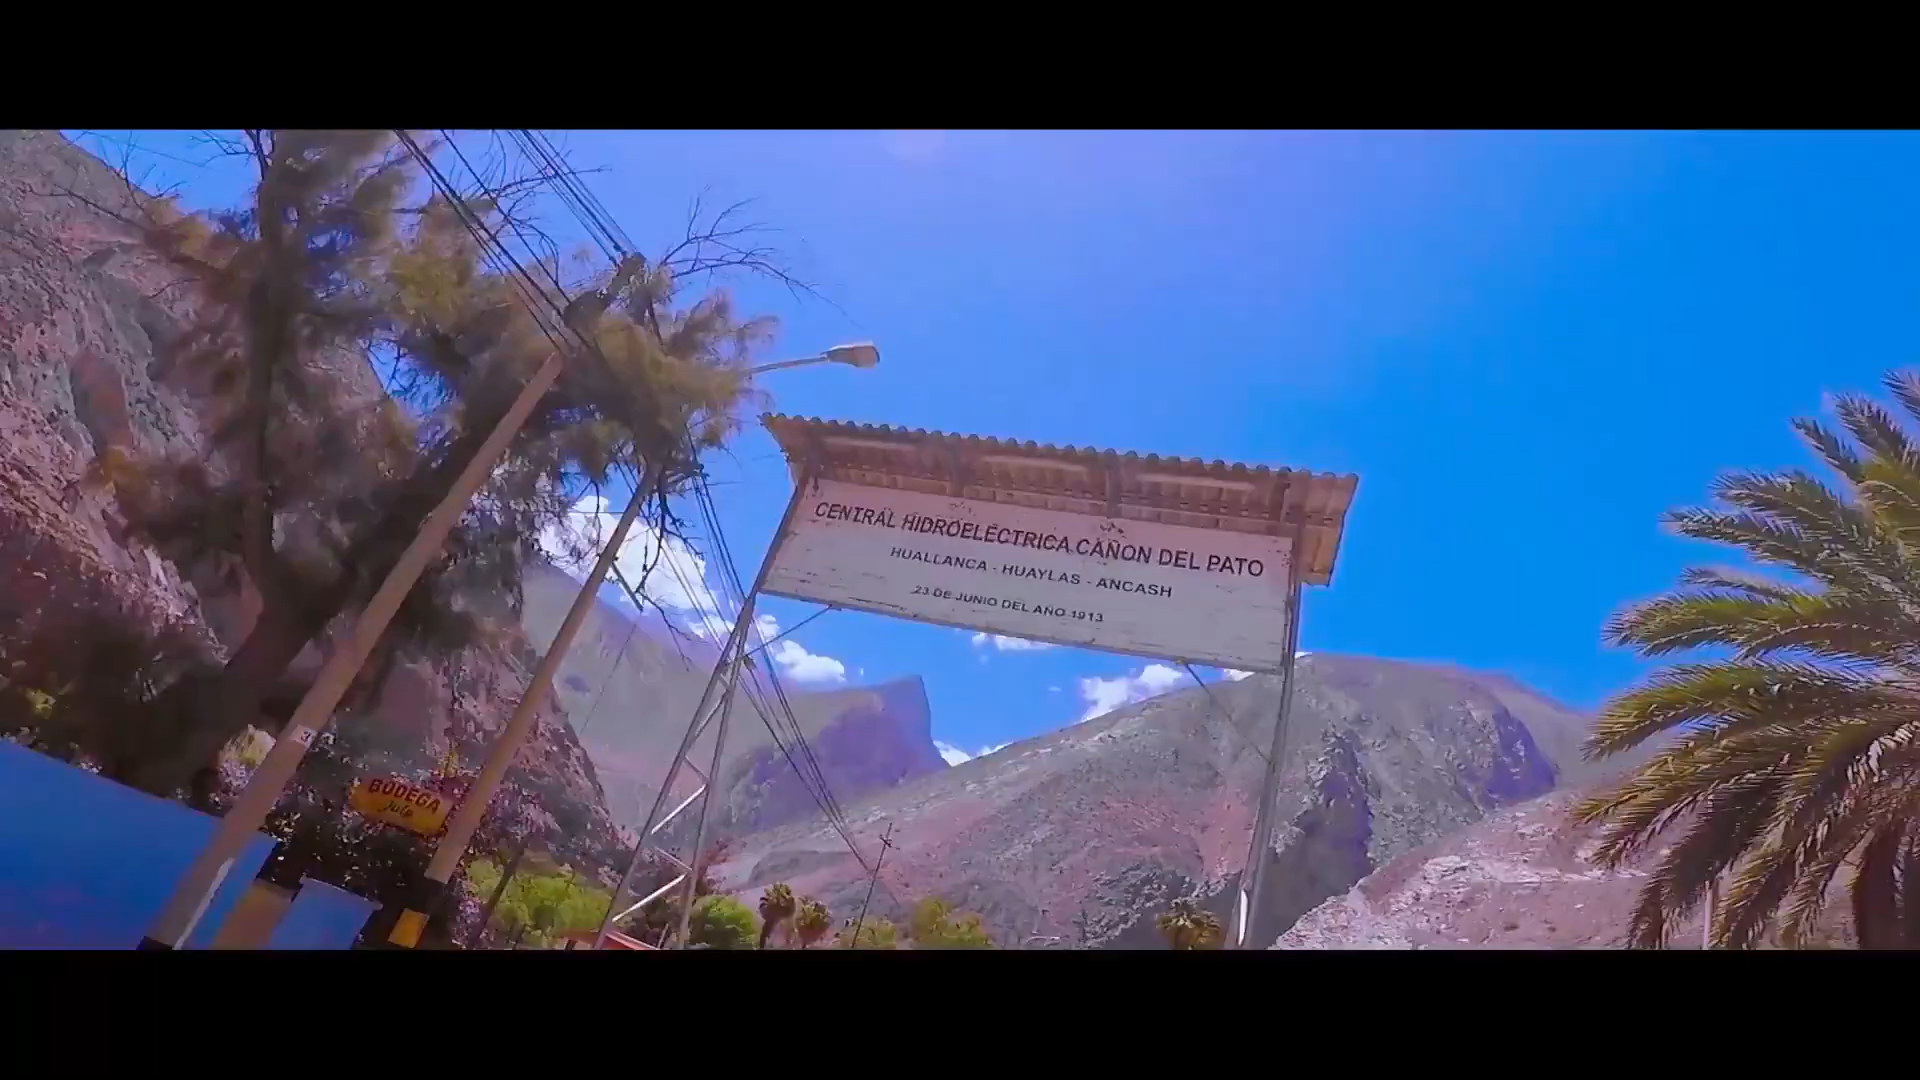 CENTRAL HIDROELECTRICA CAÑON DEL PATO
HUALLANCA - HUAYLAS - ANCASH
23 DE JUNIO DEL AÑO 1913
BODEGA